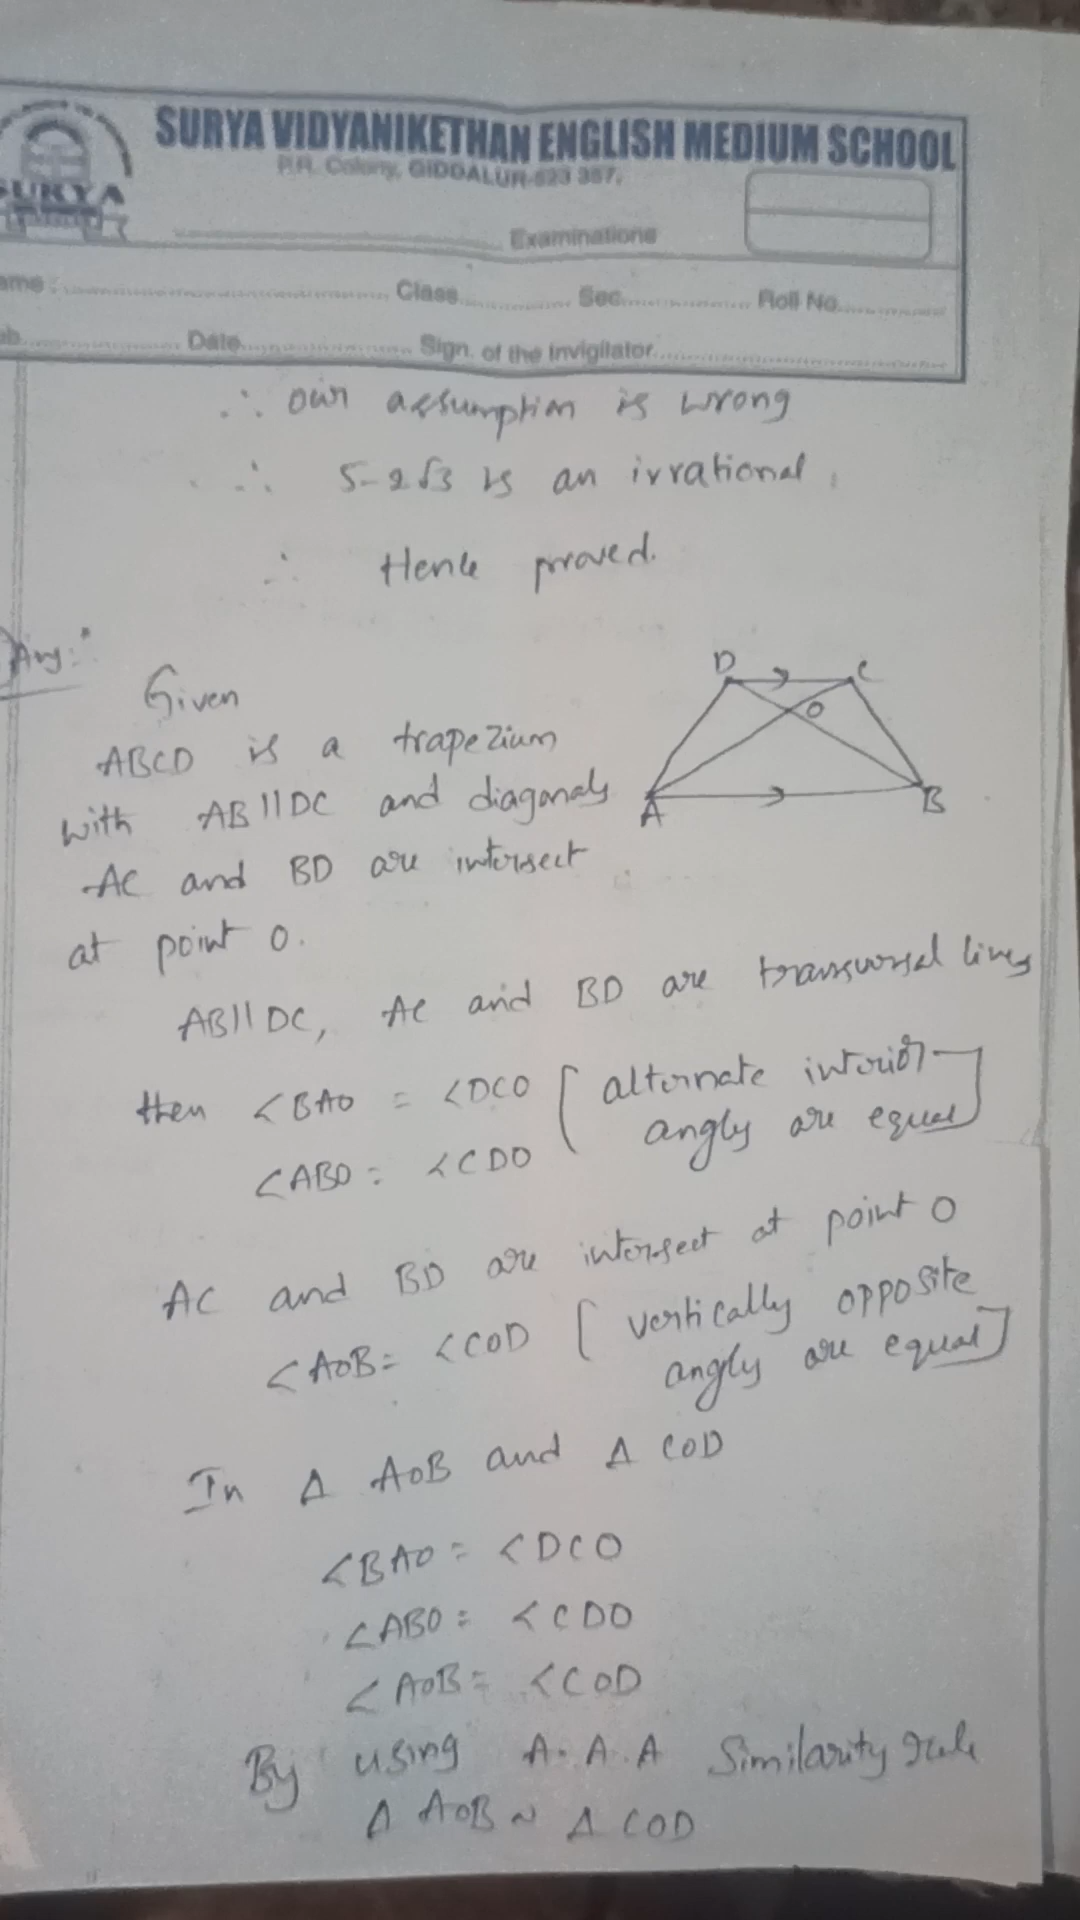 SURYA VIDYANIKETHAN ENGLISH MEDIUM SCHOOL
P.R. Colony, GIDDALUR-523 357.
SURYA
Examinations
ame : Class Sec. Roll No.
ub. Date Sign. of the Invigilator
∴ our assumption is wrong
∴ 5-2√3 is an irrational
∴ Hence proved.
Ans:
Given
ABCD is a trapezium
with AB||DC and diagonals
AC and BD are intersect
at point O.
D C
O
A B
AB||DC, AC and BD are transversal lines
then ∠BAO = ∠DCO [alternate interior
∠ABO = ∠CDO angles are equal]
AC and BD are intersect at point O
∠AOB = ∠COD [vertically opposite
angles are equal]
In Δ AOB and Δ COD
∠BAO = ∠DCO
∠ABO = ∠CDO
∠AOB = ∠COD
By using A.A.A Similarity rule
Δ AOB ~ Δ COD